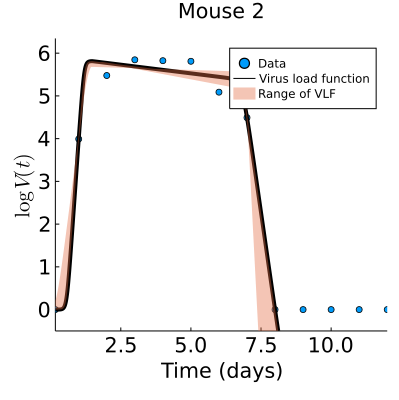 Mouse 2
Data
Virus load function
Range of VLF
6
5
4
3
2
1
0
log V(t)
2.5
5.0
7.5
10.0
Time (days)